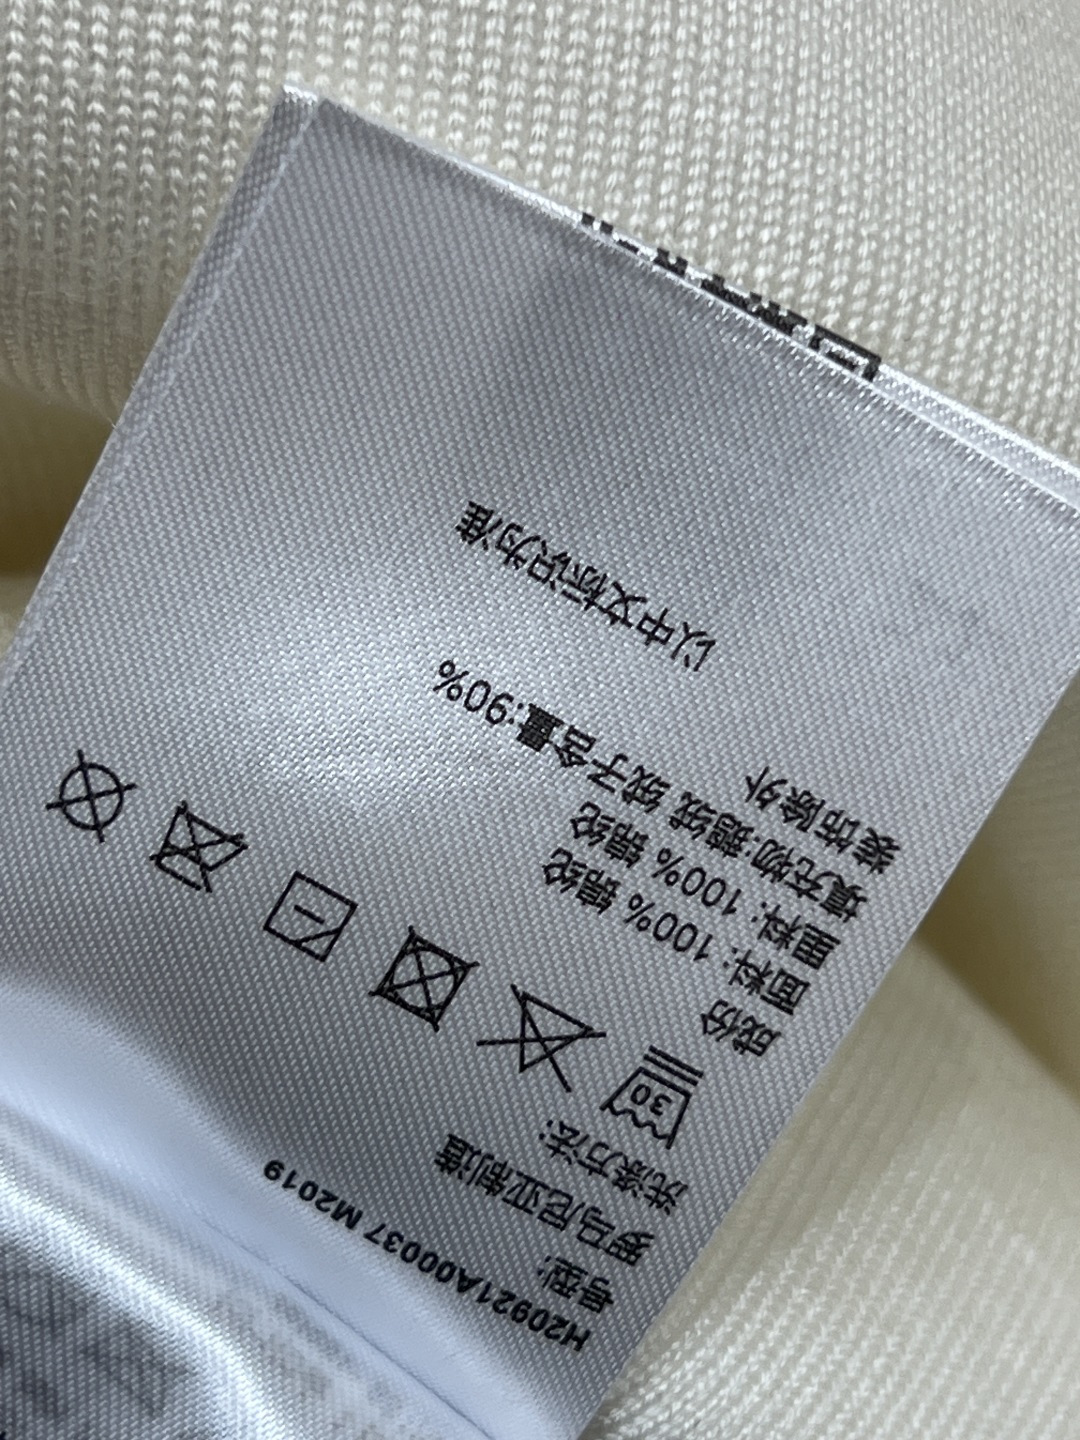 H20921A00037 M2019
号型:
罗马尼亚制造
洗涤方法:
30
成份
面料: 100% 锦纶
里料: 100% 锦纶
填充物:鹅绒 绒子含量:90%
装饰除外
以中文标识为准